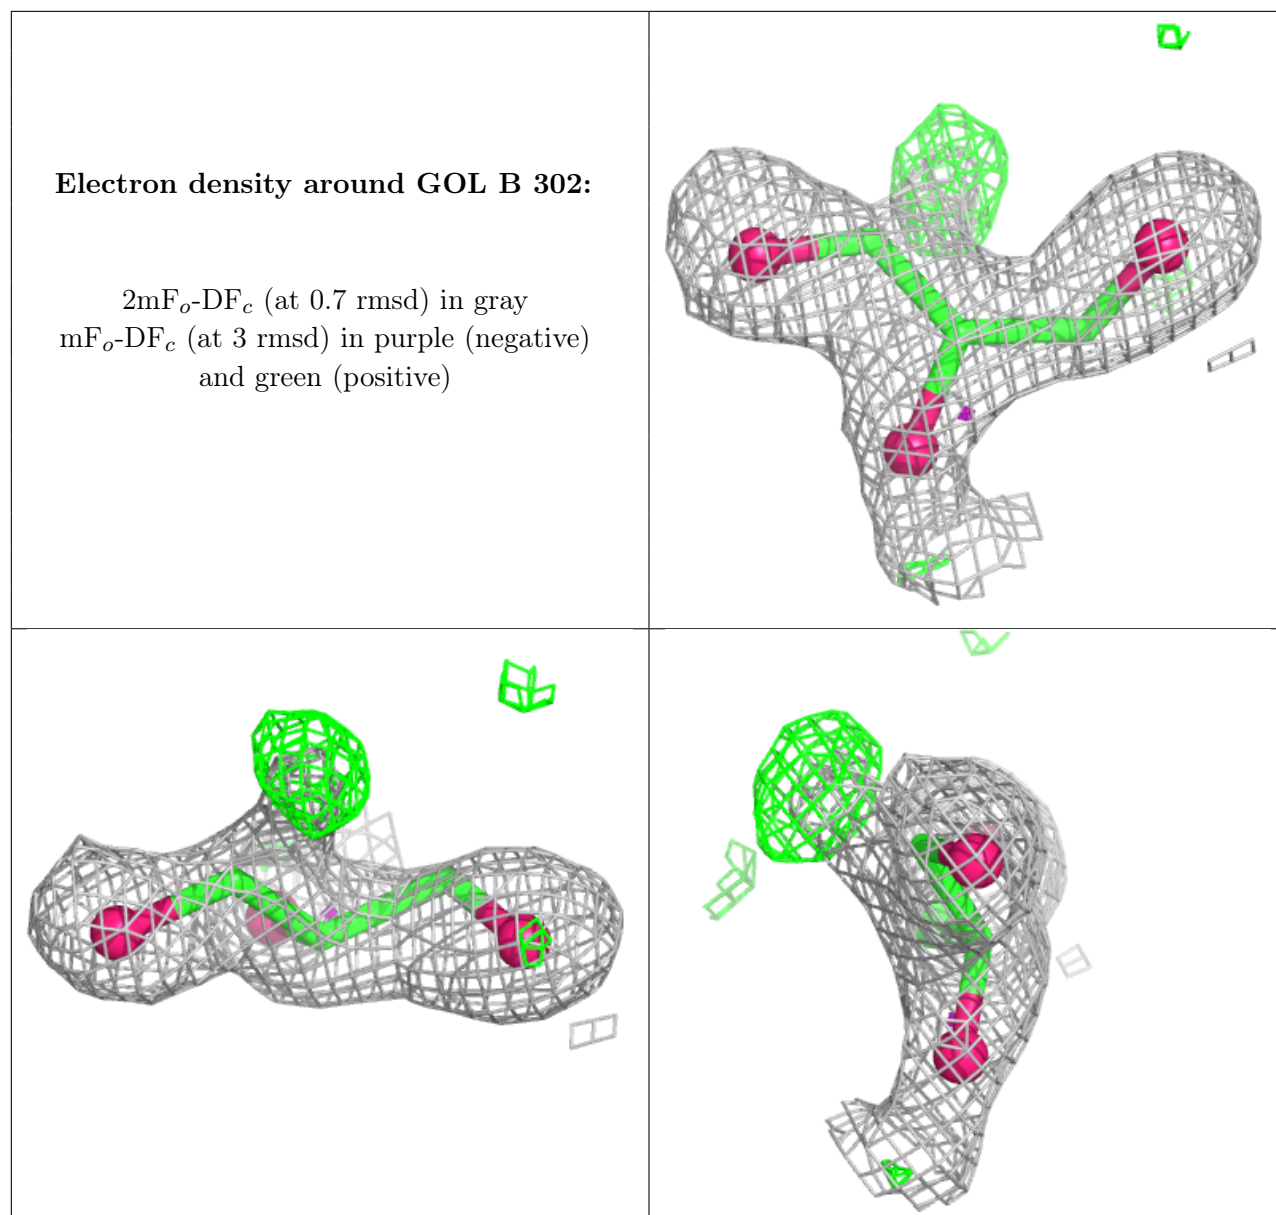 Electron density around GOL B 302:
2mFo-DFc (at 0.7 rmsd) in gray
mFo-DFc (at 3 rmsd) in purple (negative)
and green (positive)